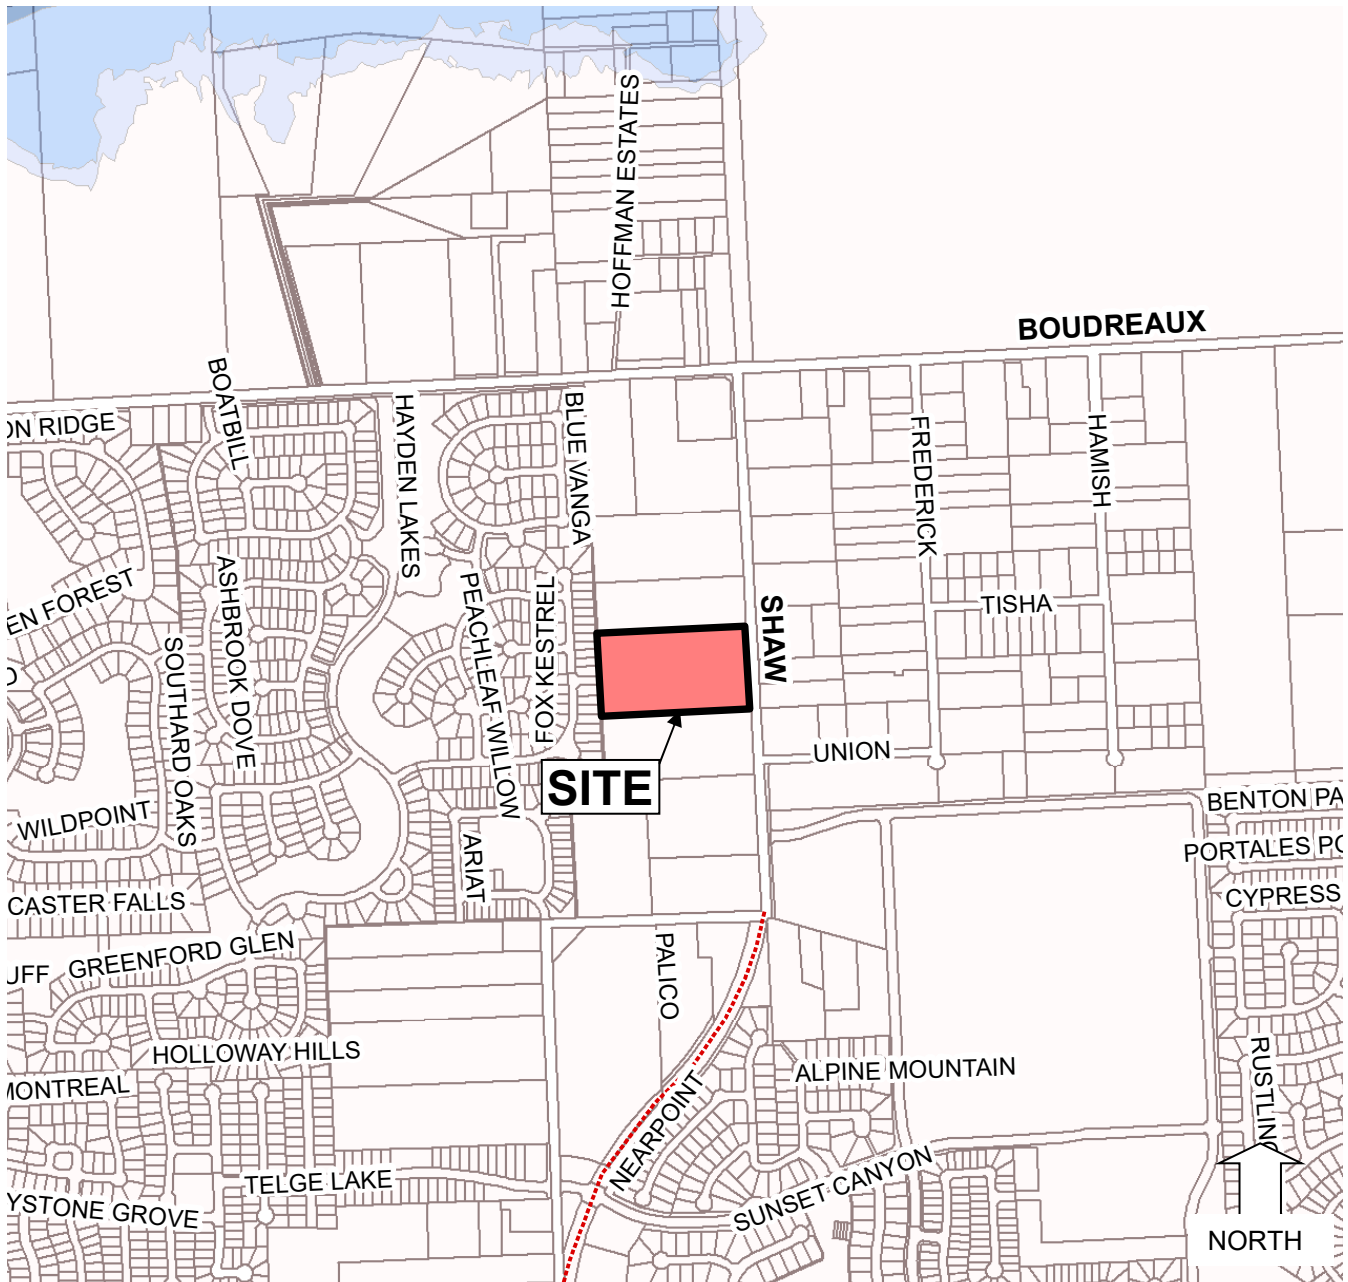 HOFFMAN ESTATES
BOUDREAUX
BOATBILL
HAYDEN LAKES
BLUE VANGA
ON RIDGE
FREDERICK
HAMISH
EN FOREST
ASHBROOK DOVE
PEACHLEAF WILLOW
FOX KESTREL
SHAW
TISHA
SOUTHARD OAKS
UNION
SITE
WILDPOINT
ARIAT
BENTON PA
PORTALES PO
CYPRESS
CASTER FALLS
GREENFORD GLEN
UFF
PALICO
HOLLOWAY HILLS
MONTREAL
ALPINE MOUNTAIN
RUSTLING
NEARPOINT
TELGE LAKE
SUNSET CANYON
YSTONE GROVE
NORTH